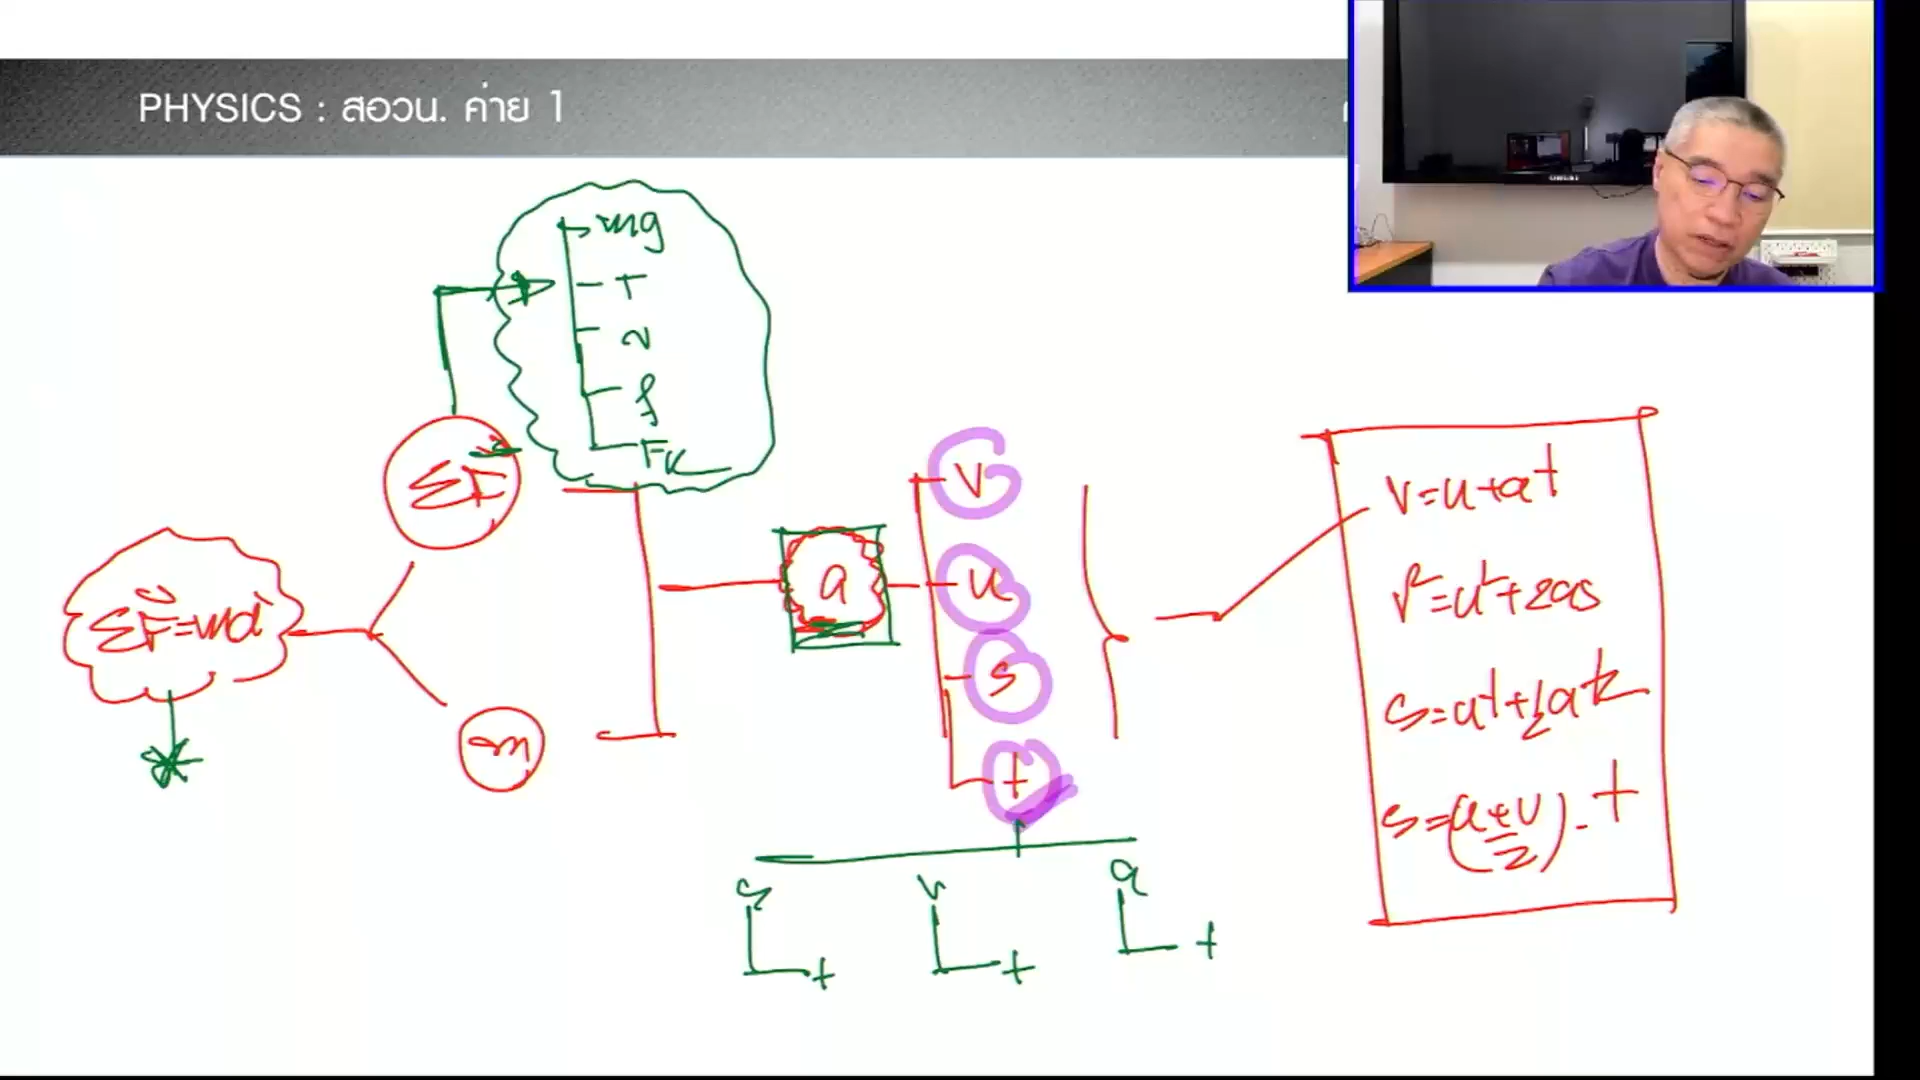 PHYSICS : สอวน. ค่าย 1
mg
T
N
f
Fk
ΣF
ΣF=ma
m
a
v
u
s
t
v=u+at
v²=u²+2as
s=ut+½at²
s=(u+v/2).t
s
t
v
t
a
t
SAMSUNG